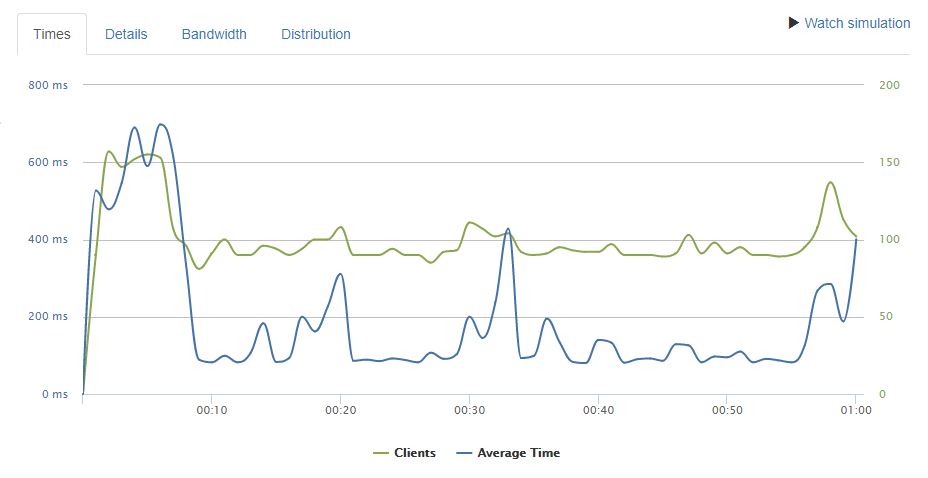 Times Details Bandwidth Distribution Watch simulation
800 ms 200
600 ms 150
400 ms 100
200 ms 50
0 ms 0
00:10 00:20 00:30 00:40 00:50 01:00
Clients Average Time